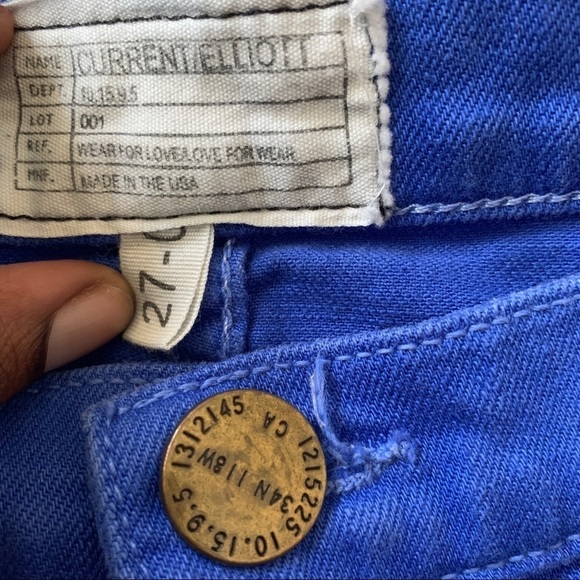 NAME CURRENT/ELLIOTT
DEPT. 10.15.9.5
LOT 001
REF. WEAR FOR LOVE/LOVE FOR WEAR
MNF. MADE IN THE USA
27-
1312145 1215225 10.15.9.5
CA
34N 118W